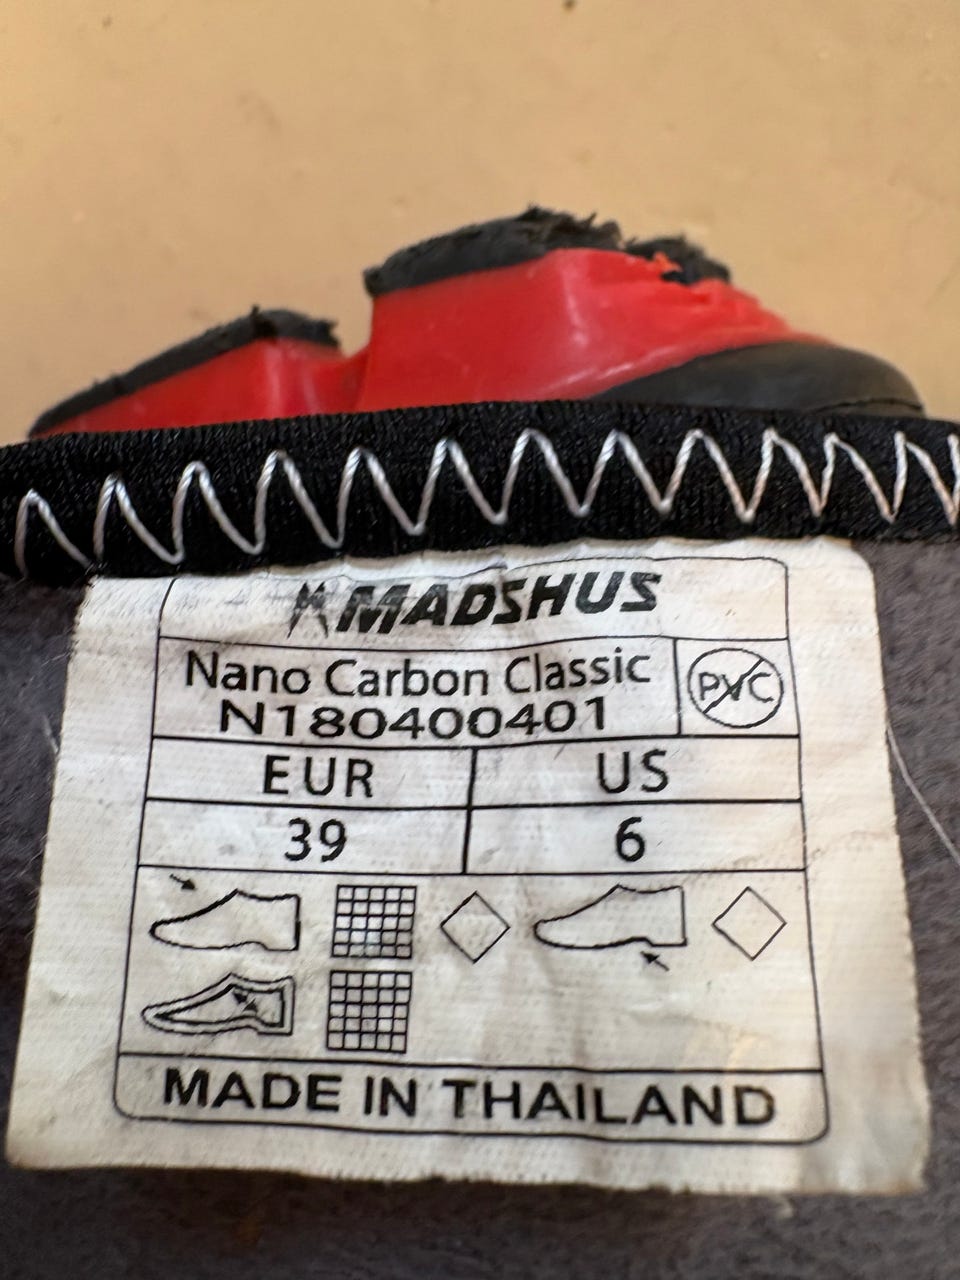 MADSHUS
Nano Carbon Classic
N180400401
PVC
EUR US
39 6
MADE IN THAILAND